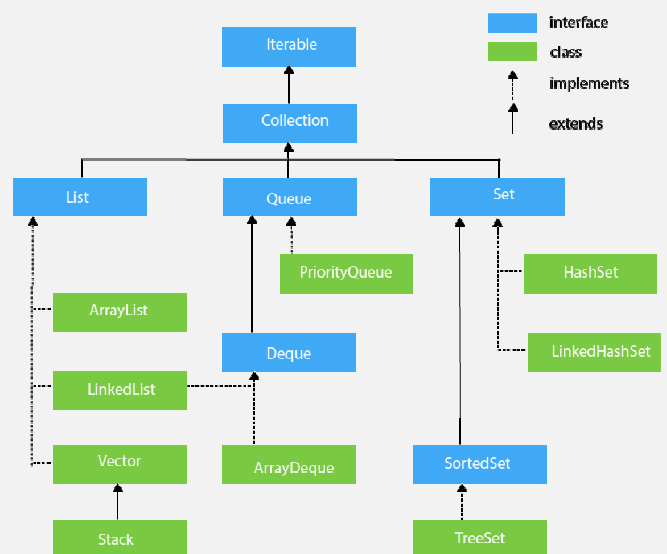 Iterable
interface
class
implements
extends
Collection
List
Queue
Set
PriorityQueue
HashSet
ArrayList
Deque
LinkedHashSet
LinkedList
Vector
ArrayDeque
SortedSet
Stack
TreeSet